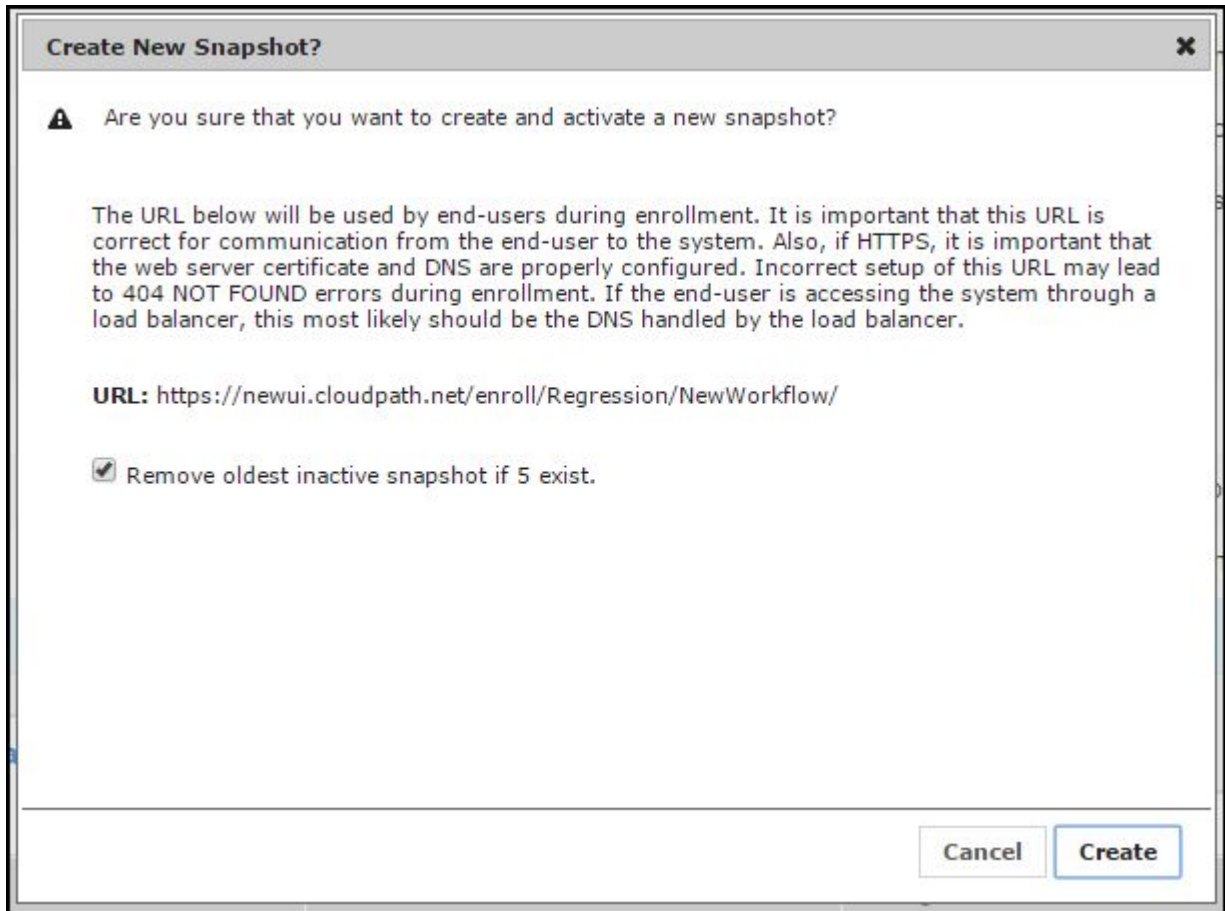 Create New Snapshot?
Are you sure that you want to create and activate a new snapshot?
The URL below will be used by end-users during enrollment. It is important that this URL is
correct for communication from the end-user to the system. Also, if HTTPS, it is important that
the web server certificate and DNS are properly configured. Incorrect setup of this URL may lead
to 404 NOT FOUND errors during enrollment. If the end-user is accessing the system through a
load balancer, this most likely should be the DNS handled by the load balancer.
URL: https://newui.cloudpath.net/enroll/Regression/NewWorkflow/
Remove oldest inactive snapshot if 5 exist.
Cancel Create